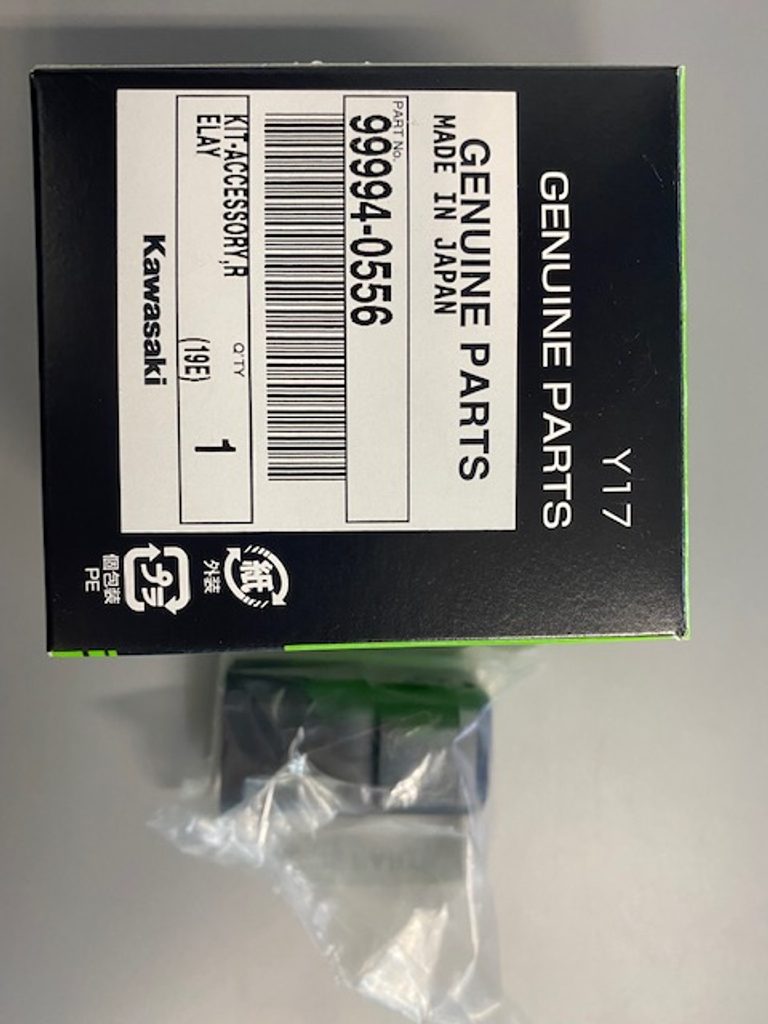 Y17
GENUINE PARTS
GENUINE PARTS
MADE IN JAPAN
PART No.
99994-0556
KIT-ACCESSORY,R
ELAY
Q'TY
1
(19E)
Kawasaki
紙
外装
プラ
個包装
PE